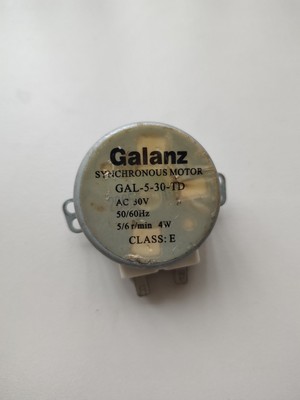 Galanz
SYNCHRONOUS MOTOR
GAL-5-30-TD
AC 30V
50/60Hz
5/6 r/min 4W
CLASS: E